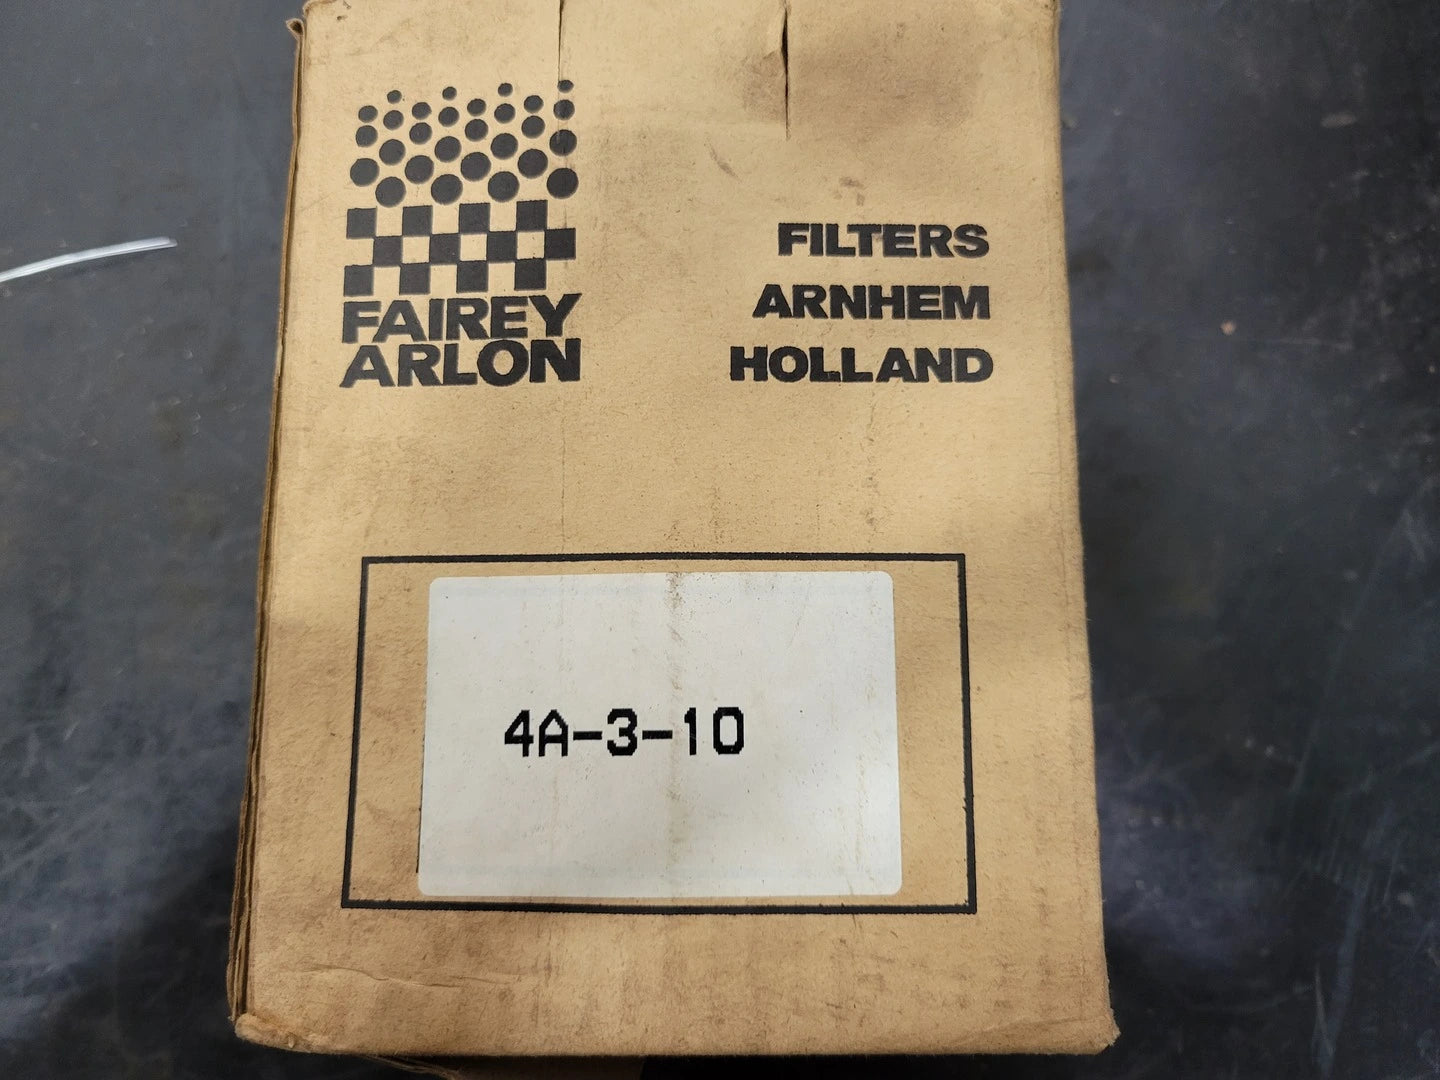 FAIREY
ARLON
FILTERS
ARNHEM
HOLLAND
4A-3-10